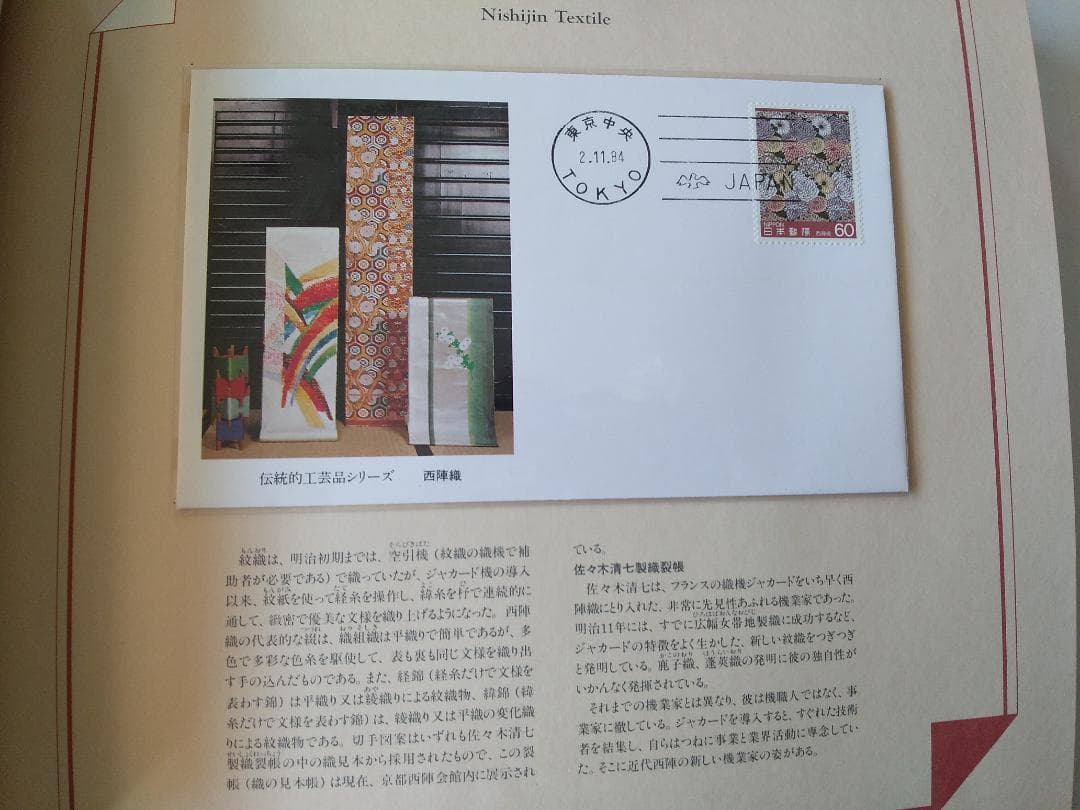 Nishijin Textile
東京中央
2.11.84
TOKYO
JAPAN
NIPPON
日本郵便 西陣織 60
伝統的工芸品シリーズ 西陣織
紋織は、明治初期までは、空引機(紋織の織機で補
助者が必要である)で織っていたが、ジャカード機の導入
以来、紋紙を使って経糸を操作し、緯糸を杼で連続的に
通して、緻密で優美な文様を織り上げるようになった。西陣
織の代表的な綴は、織組織は平織りで簡単であるが、多
色で多彩な色糸を駆使して、表も裏も同じ文様を織り出
す手の込んだものである。また、経錦(経糸だけで文様を
表わす錦)は平織り又は綾織りによる紋織物、緯錦(緯
糸だけで文様を表わす錦)は、綾織り又は平織の変化織
りによる紋織物である。切手図案はいずれも佐々木清七
製織裂帳の中の織見本から採用されたもので、この裂
帳(織の見本帳)は現在、京都西陣会館内に展示され
ている。
佐々木清七製織裂帳
佐々木清七は、フランスの織機ジャカードをいち早く西
陣織にとり入れた、非常に先見性あふれる機業家であった。
明治11年には、すでに広幅女帯地製織に成功するなど、
ジャカードの特徴をよく生かした、新しい紋織をつぎつぎ
と発明している。鹿子織、蓬莱織の発明に彼の独自性が
いかんなく発揮されている。
それまでの機業家とは異なり、彼は機職人ではなく、事
業家に徹している。ジャカードを導入すると、すぐれた技術
者を結集し、自らはつねに事業と業界活動に専念してい
た。そこに近代西陣の新しい機業家の姿がある。